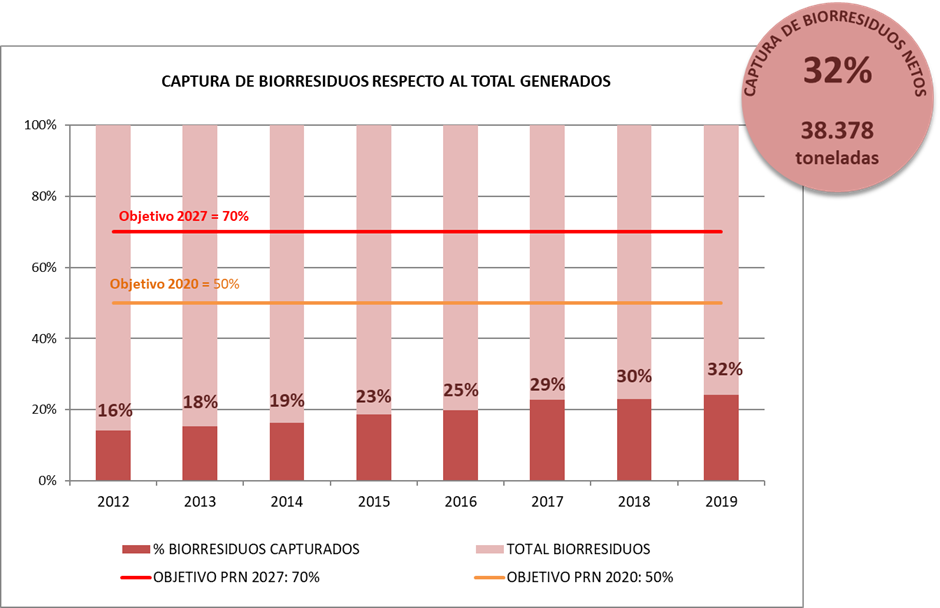 CAPTURA DE BIORRESIDUOS NETOS
32%
38.378
toneladas
CAPTURA DE BIORRESIDUOS RESPECTO AL TOTAL GENERADOS
100%
80%
60%
40%
20%
0%
Objetivo 2027 = 70%
Objetivo 2020 = 50%
16%
18%
19%
23%
25%
29%
30%
32%
2012
2013
2014
2015
2016
2017
2018
2019
% BIORRESIDUOS CAPTURADOS
TOTAL BIORRESIDUOS
OBJETIVO PRN 2027: 70%
OBJETIVO PRN 2020: 50%